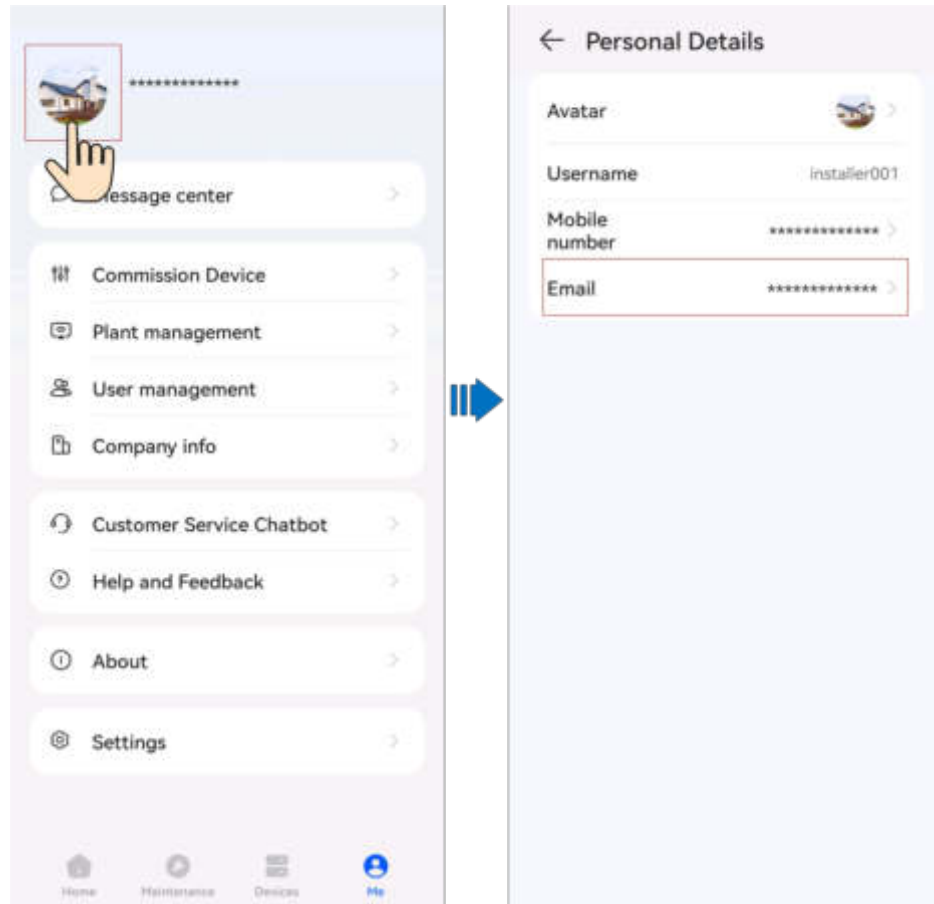 *************
Message center
Commission Device
Plant management
User management
Company info
Customer Service Chatbot
Help and Feedback
About
Settings
Home Maintenance Devices Me
Personal Details
Avatar
Username installer001
Mobile
number *************
Email *************